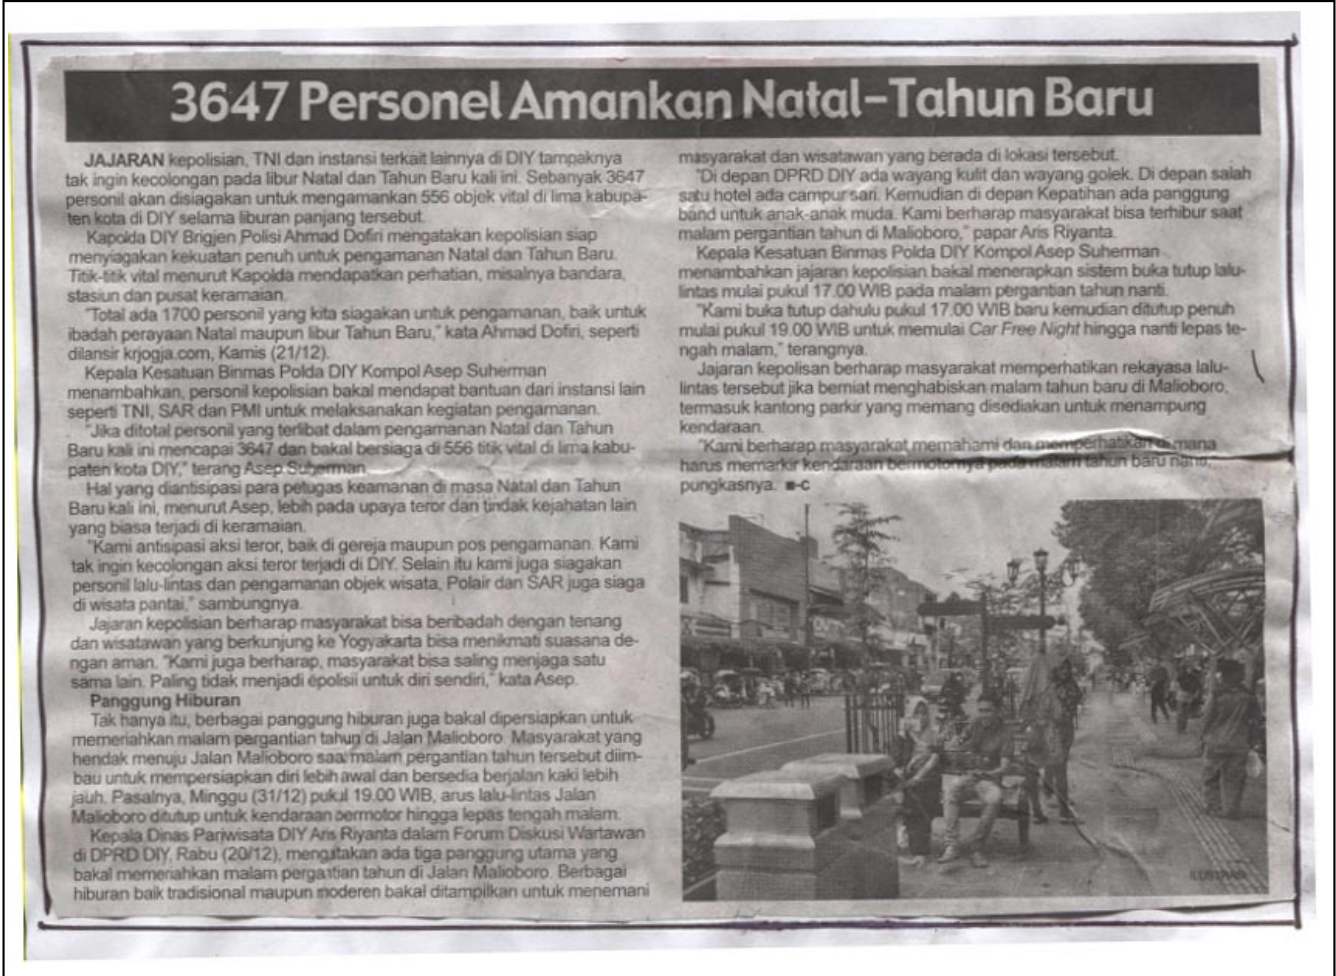 3647 Personel Amankan Natal–Tahun Baru
JAJARAN kepolisian, TNI dan instansi terkait lainnya di DIY tampaknya
tak ingin kecolongan pada libur Natal dan Tahun Baru kali ini. Sebanyak 3647
personil akan disiagakan untuk mengamankan 556 objek vital di lima kabupa-
ten kota di DIY selama liburan panjang tersebut.
Kapolda DIY Brigjen Polisi Ahmad Dofiri mengatakan kepolisian siap
menyiagakan kekuatan penuh untuk pengamanan Natal dan Tahun Baru.
Titik-titik vital menurut Kapolda mendapatkan perhatian, misalnya bandara,
stasiun dan pusat keramaian.
"Total ada 1700 personil yang kita siagakan untuk pengamanan, baik untuk
ibadah perayaan Natal maupun libur Tahun Baru," kata Ahmad Dofiri, seperti
dilansir krjogja.com, Kamis (21/12).
Kepala Kesatuan Binmas Polda DIY Kompol Asep Suherman
menambahkan, personil kepolisian bakal mendapat bantuan dari instansi lain
seperti TNI, SAR dan PMI untuk melaksanakan kegiatan pengamanan.
"Jika ditotal personil yang terlibat dalam pengamanan Natal dan Tahun
Baru kali ini mencapai 3647 dan bakal bersiaga di 556 titik vital di lima kabu-
paten kota DIY," terang Asep Suherman.
Hal yang diantisipasi para petugas keamanan di masa Natal dan Tahun
Baru kali ini, menurut Asep, lebih pada upaya teror dan tindak kejahatan lain
yang biasa terjadi di keramaian.
"Kami antisipasi aksi teror, baik di gereja maupun pos pengamanan. Kami
tak ingin kecolongan aksi teror terjadi di DIY. Selain itu kami juga siagakan
personil lalu-lintas dan pengamanan objek wisata, Polair dan SAR juga siaga
di wisata pantai," sambungnya.
Jajaran kepolisian berharap masyarakat bisa beribadah dengan tenang
dan wisatawan yang berkunjung ke Yogyakarta bisa menikmati suasana de-
ngan aman. "Kami juga berharap, masyarakat bisa saling menjaga satu
sama lain. Paling tidak menjadi épolisií untuk diri sendiri," kata Asep.
Panggung Hiburan
Tak hanya itu, berbagai panggung hiburan juga bakal dipersiapkan untuk
memeriahkan malam pergantian tahun di Jalan Malioboro. Masyarakat yang
hendak menuju Jalan Malioboro saat malam pergantian tahun tersebut diim-
bau untuk mempersiapkan diri lebih awal dan bersedia berjalan kaki lebih
jauh. Pasalnya, Minggu (31/12) pukul 19.00 WIB, arus lalu-lintas Jalan
Malioboro ditutup untuk kendaraan bermotor hingga lepas tengah malam.
Kepala Dinas Pariwisata DIY Aris Riyanta dalam Forum Diskusi Wartawan
di DPRD DIY, Rabu (20/12), mengatakan ada tiga panggung utama yang
bakal memeriahkan malam pergantian tahun di Jalan Malioboro. Berbagai
hiburan baik tradisional maupun moderen bakal ditampilkan untuk menemani
masyarakat dan wisatawan yang berada di lokasi tersebut.
"Di depan DPRD DIY ada wayang kulit dan wayang golek. Di depan salah
satu hotel ada campur sari. Kemudian di depan Kepatihan ada panggung
band untuk anak-anak muda. Kami berharap masyarakat bisa terhibur saat
malam pergantian tahun di Malioboro," papar Aris Riyanta.
Kepala Kesatuan Binmas Polda DIY Kompol Asep Suherman
menambahkan jajaran kepolisian bakal menerapkan sistem buka tutup lalu-
lintas mulai pukul 17.00 WIB pada malam pergantian tahun nanti.
"Kami buka tutup dahulu pukul 17.00 WIB baru kemudian ditutup penuh
mulai pukul 19.00 WIB untuk memulai Car Free Night hingga nanti lepas te-
ngah malam," terangnya.
Jajaran kepolisan berharap masyarakat memperhatikan rekayasa lalu-
lintas tersebut jika berniat menghabiskan malam tahun baru di Malioboro,
termasuk kantong parkir yang memang disediakan untuk menampung
kendaraan.
"Kami berharap masyarakat memahami dan memperhatikan di mana
harus memarkir kendaraan bermotornya pada malam tahun baru nanti,"
pungkasnya. ■-C
ILUSTRASI